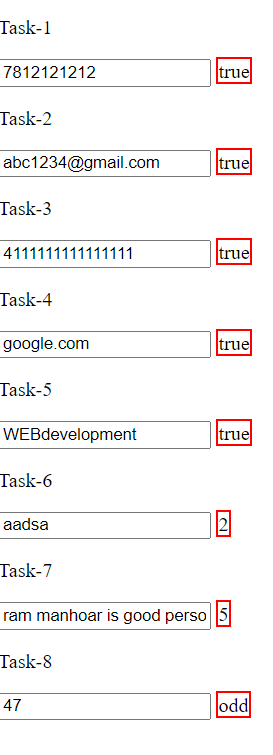 Task-1
7812121212 true
Task-2
abc1234@gmail.com true
Task-3
4111111111111111 true
Task-4
google.com true
Task-5
WEBdevelopment true
Task-6
aadsa 2
Task-7
ram manhoar is good perso 5
Task-8
47 odd